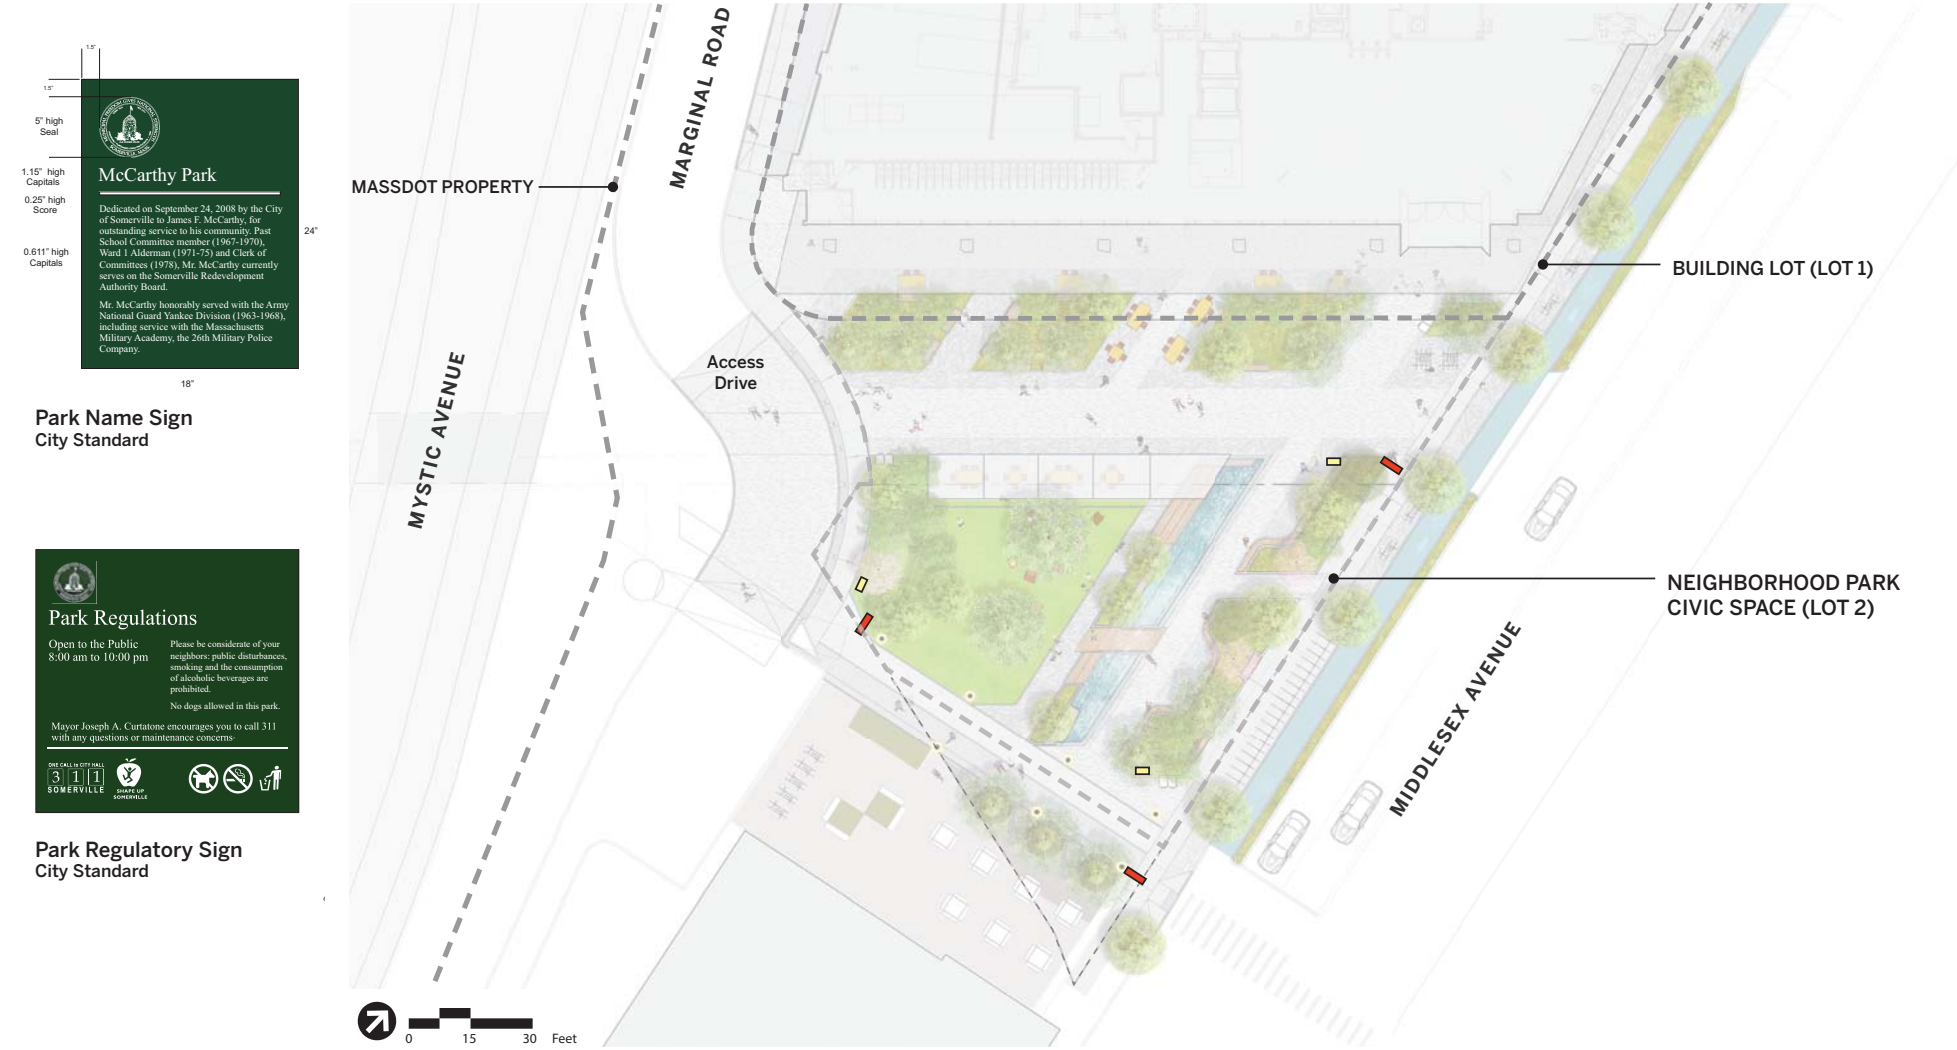 1.5"
1.5"
5" high
Seal
1.15" high
Capitals
0.25" high
Score
0.611" high
Capitals
McCarthy Park
Dedicated on September 24, 2008 by the City
of Somerville to James F. McCarthy, for
outstanding service to his community. Past
School Committee member (1967-1970),
Ward 1 Alderman (1971-75) and Clerk of
Committees (1978), Mr. McCarthy currently
serves on the Somerville Redevelopment
Authority Board.
Mr. McCarthy honorably served with the Army
National Guard Yankee Division (1963-1968),
including service with the Massachusetts
Military Academy, the 26th Military Police
Company.
24"
18"
Park Name Sign
City Standard
Park Regulations
Open to the Public
8:00 am to 10:00 pm
Please be considerate of your
neighbors: public disturbances,
smoking and the consumption
of alcoholic beverages are
prohibited.
No dogs allowed in this park.
Mayor Joseph A. Curtatone encourages you to call 311
with any questions or maintenance concerns.
ONE CALL to CITY HALL
3 1 1
SOMERVILLE
SHAPE UP
SOMERVILLE
Park Regulatory Sign
City Standard
MASSDOT PROPERTY
MARGINAL ROAD
MYSTIC AVENUE
Access
Drive
BUILDING LOT (LOT 1)
NEIGHBORHOOD PARK
CIVIC SPACE (LOT 2)
MIDDLESEX AVENUE
0 15 30 Feet